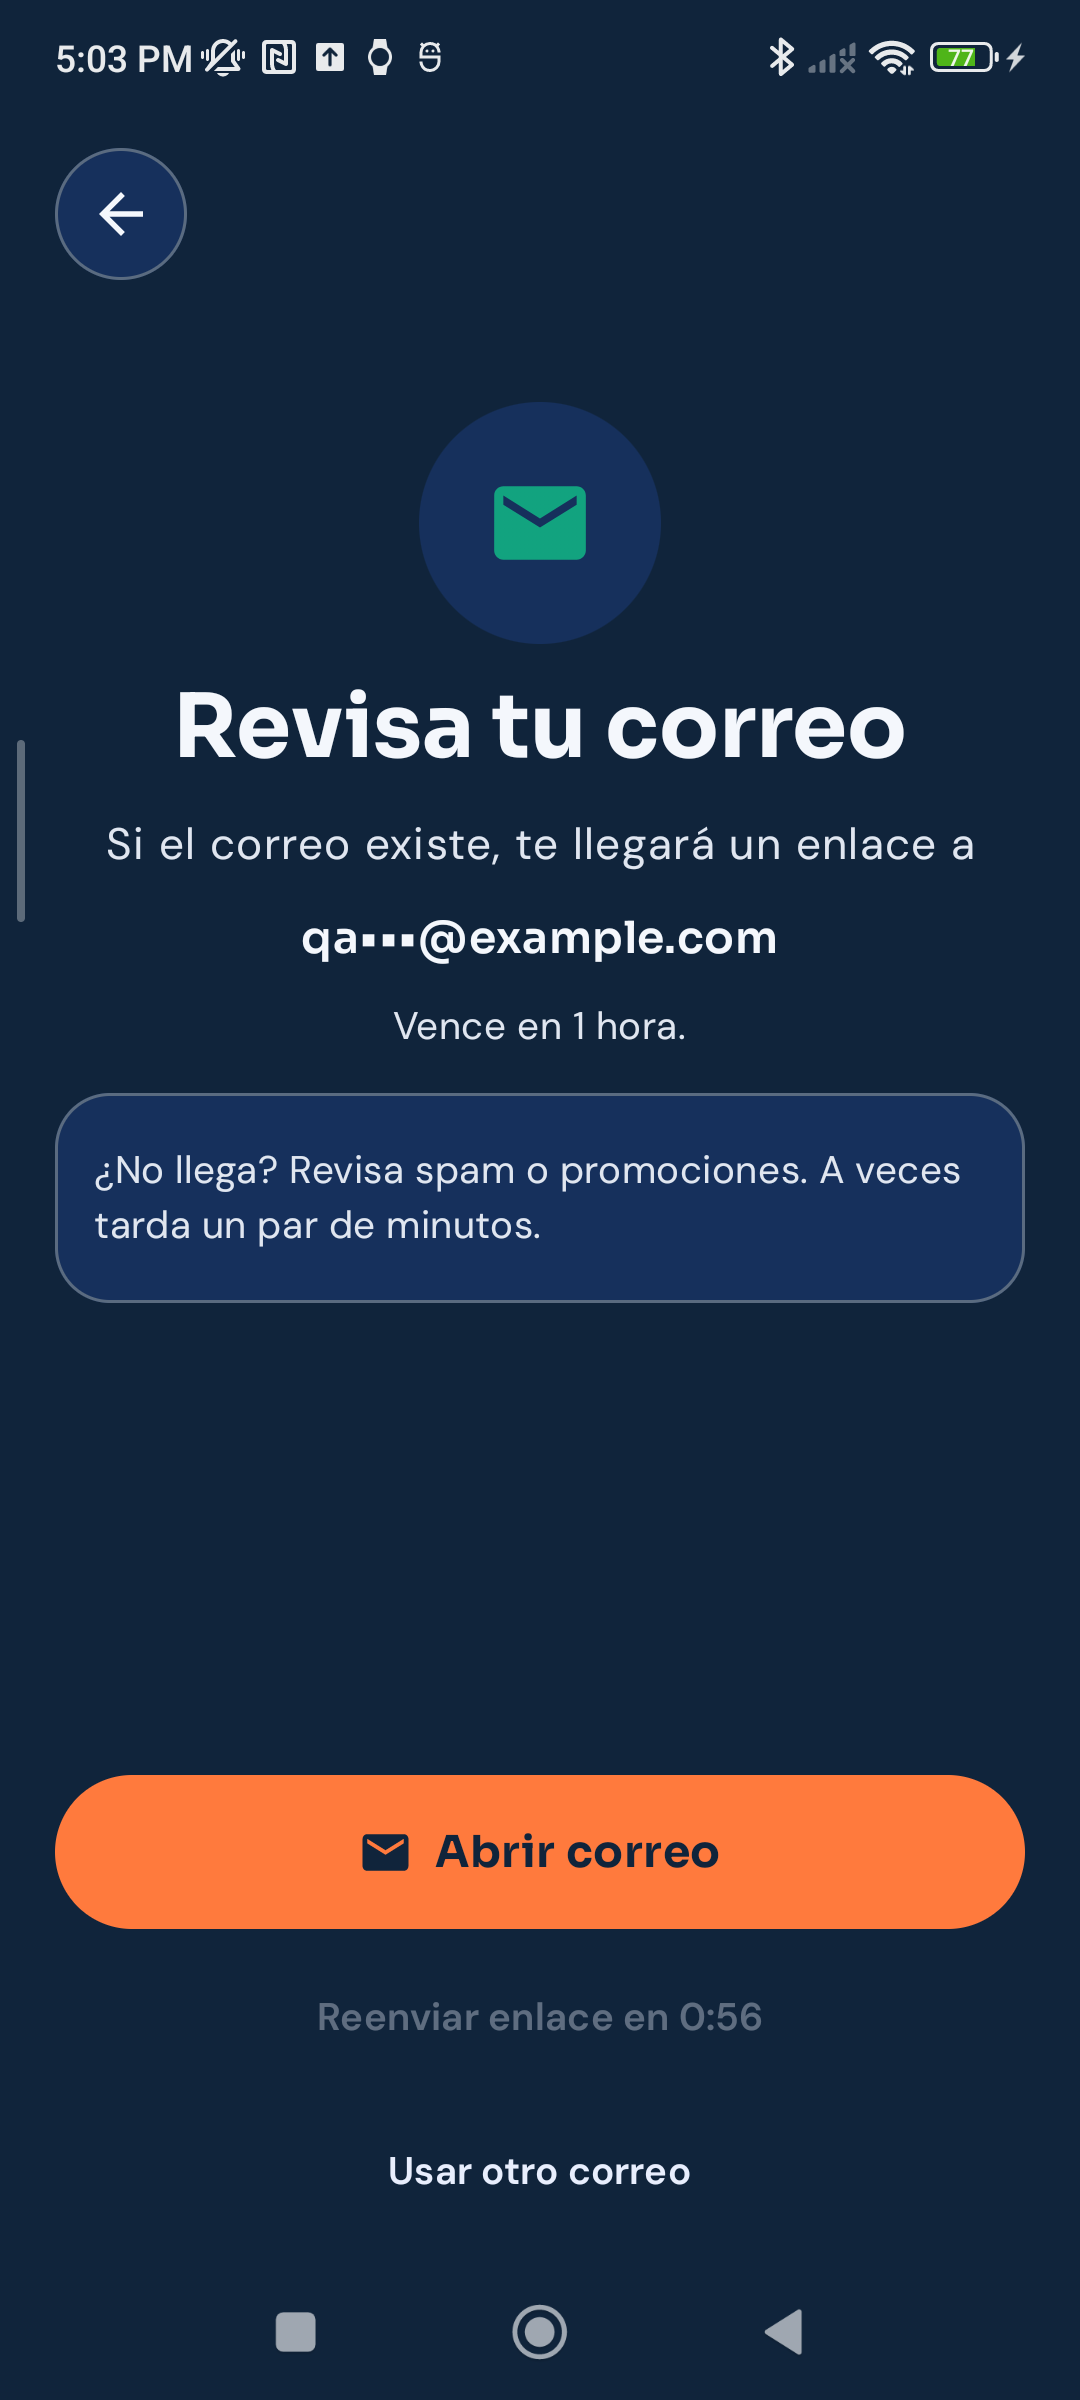 5:03 PM
77
Revisa tu correo
Si el correo existe, te llegará un enlace a
qa▪▪▪@example.com
Vence en 1 hora.
¿No llega? Revisa spam o promociones. A veces
tarda un par de minutos.
Abrir correo
Reenviar enlace en 0:56
Usar otro correo